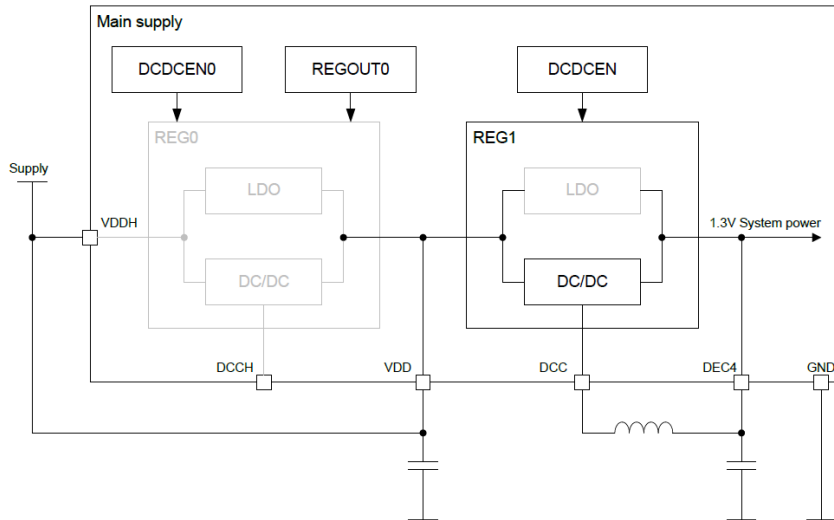 Main supply
DCDCEN0
REGOUT0
DCDCEN
REG0
REG1
Supply
LDO
LDO
VDDH
1.3V System power
DC/DC
DC/DC
DCCH
VDD
DCC
DEC4
GND